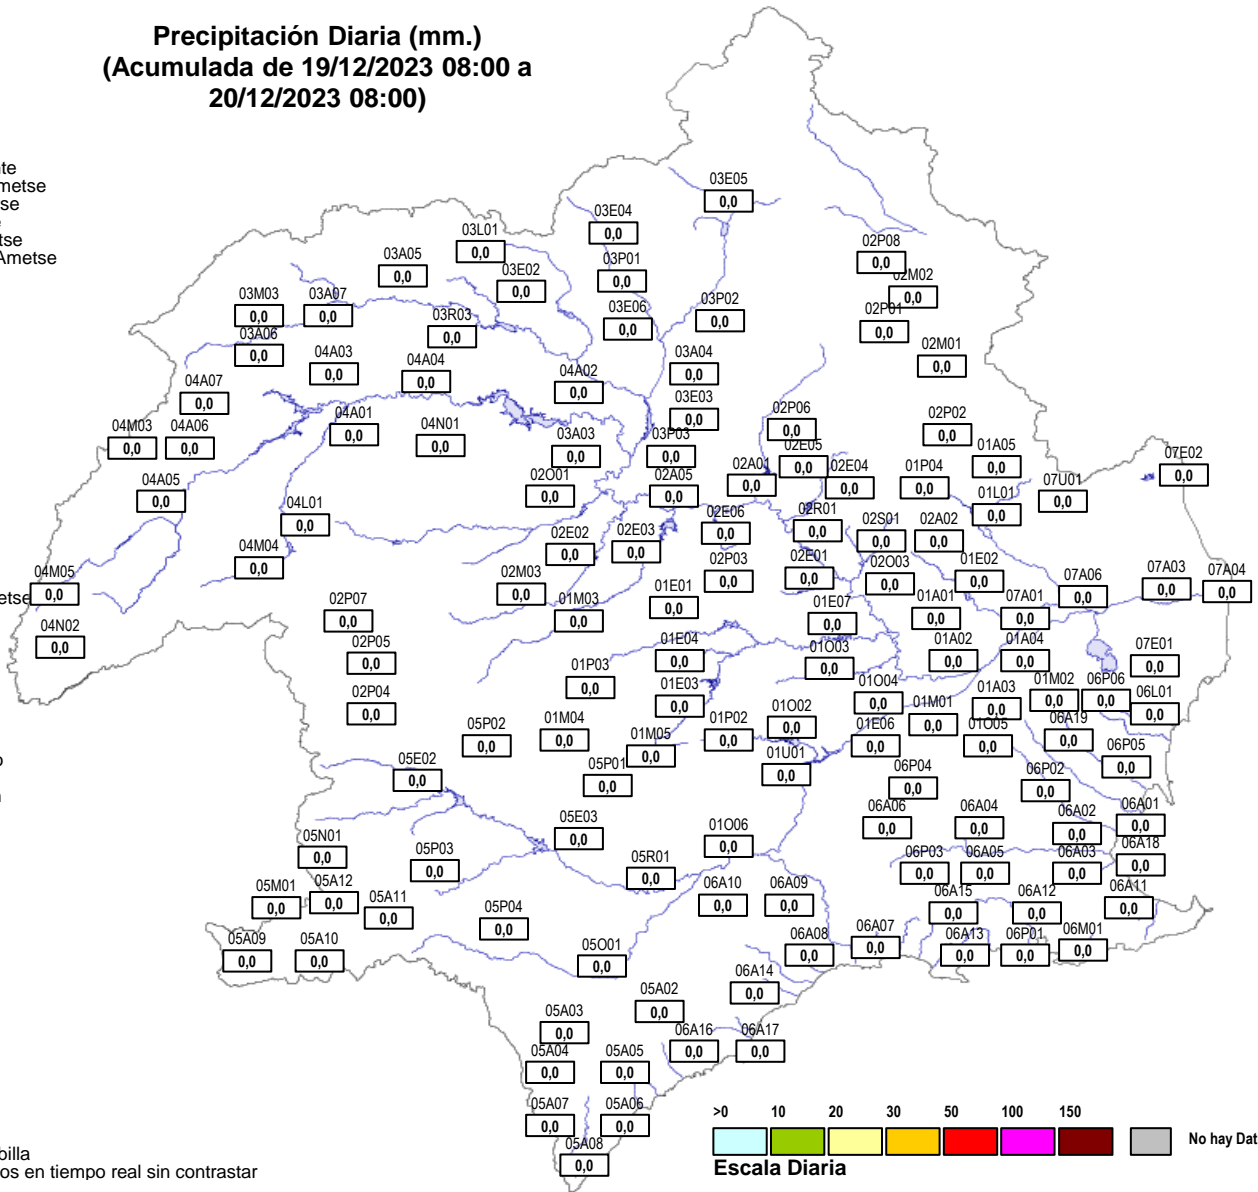 Precipitación Diaria (mm.)
(Acumulada de 19/12/2023 08:00 a
20/12/2023 08:00)
03E05
0,0
03E04
0,0
03L01
0,0
02P08
0,0
03A05
0,0
03P01
0,0
03E02
0,0
02M02
0,0
03M03
0,0
03A07
0,0
03P02
0,0
03E06
0,0
02P01
0,0
03R03
0,0
03A06
0,0
02M01
0,0
04A03
0,0
03A04
0,0
04A04
0,0
04A02
0,0
04A07
0,0
03E03
0,0
02P06
0,0
04A01
0,0
02P02
0,0
04M03
0,0
04A06
0,0
04N01
0,0
03A03
0,0
03P03
0,0
02E05
0,0
01A05
0,0
07E02
0,0
02O01
0,0
02A05
0,0
02A01
0,0
02E04
0,0
01P04
0,0
07U01
0,0
04A05
0,0
01L01
0,0
04L01
0,0
02R01
0,0
02E06
0,0
02S01
0,0
02A02
0,0
02E02
0,0
02E03
0,0
04M04
0,0
02P03
0,0
02E01
0,0
02O03
0,0
01E02
0,0
04M05
0,0
02M03
0,0
07A06
0,0
07A03
0,0
07A04
0,0
01E01
0,0
01M03
0,0
02P07
0,0
01E07
0,0
01A01
0,0
07A01
0,0
04N02
0,0
02P05
0,0
01E04
0,0
01O03
0,0
01A02
0,0
01A04
0,0
07E01
0,0
01P03
0,0
01E03
0,0
01O04
0,0
01A03
0,0
01M02
0,0
06P06
0,0
06L01
0,0
02P04
0,0
01M01
0,0
01O02
0,0
05P02
0,0
01M04
0,0
01P02
0,0
01E06
0,0
01O05
0,0
06A19
0,0
01M05
0,0
06P05
0,0
05E02
0,0
05P01
0,0
01U01
0,0
06P04
0,0
06P02
0,0
05E03
0,0
06A06
0,0
06A04
0,0
06A02
0,0
06A01
0,0
01O06
0,0
05N01
0,0
05P03
0,0
05R01
0,0
06P03
0,0
06A05
0,0
06A03
0,0
06A18
0,0
05M01
0,0
05A12
0,0
05A11
0,0
06A10
0,0
06A09
0,0
06A15
0,0
06A12
0,0
06A11
0,0
05P04
0,0
05A09
0,0
05A10
0,0
05O01
0,0
06A08
0,0
06A07
0,0
06A13
0,0
06P01
0,0
06M01
0,0
06A14
0,0
05A02
0,0
05A03
0,0
06A16
0,0
06A17
0,0
05A04
0,0
05A05
0,0
05A07
0,0
05A06
0,0
05A08
0,0
>0 10 20 30 50 100 150
No hay Dat
Escala Diaria
billa
os en tiempo real sin contrastar